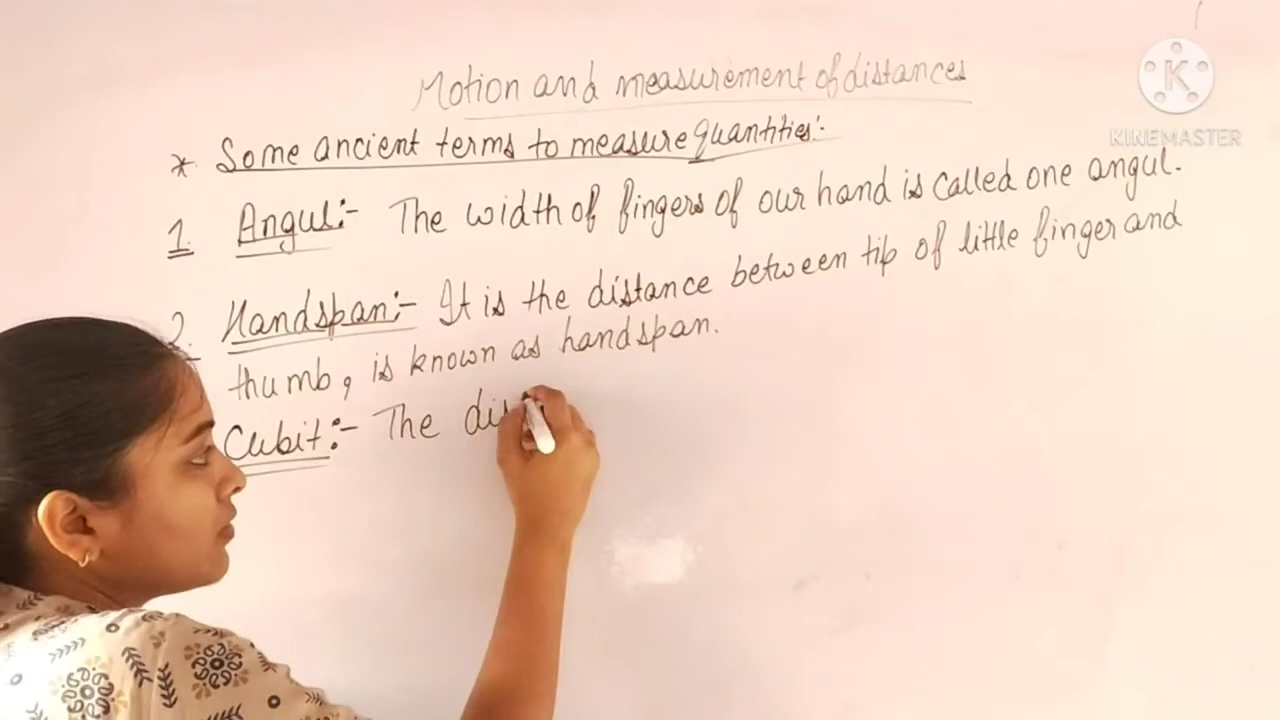 Motion and measurement of distances
* Some ancient terms to measure quantities:-
1. Angul:- The width of fingers of our hand is called one angul.
2. Handspan:- It is the distance between tip of little finger and
thumb, is known as handspan.
Cubit:- The dis
KINEMASTER